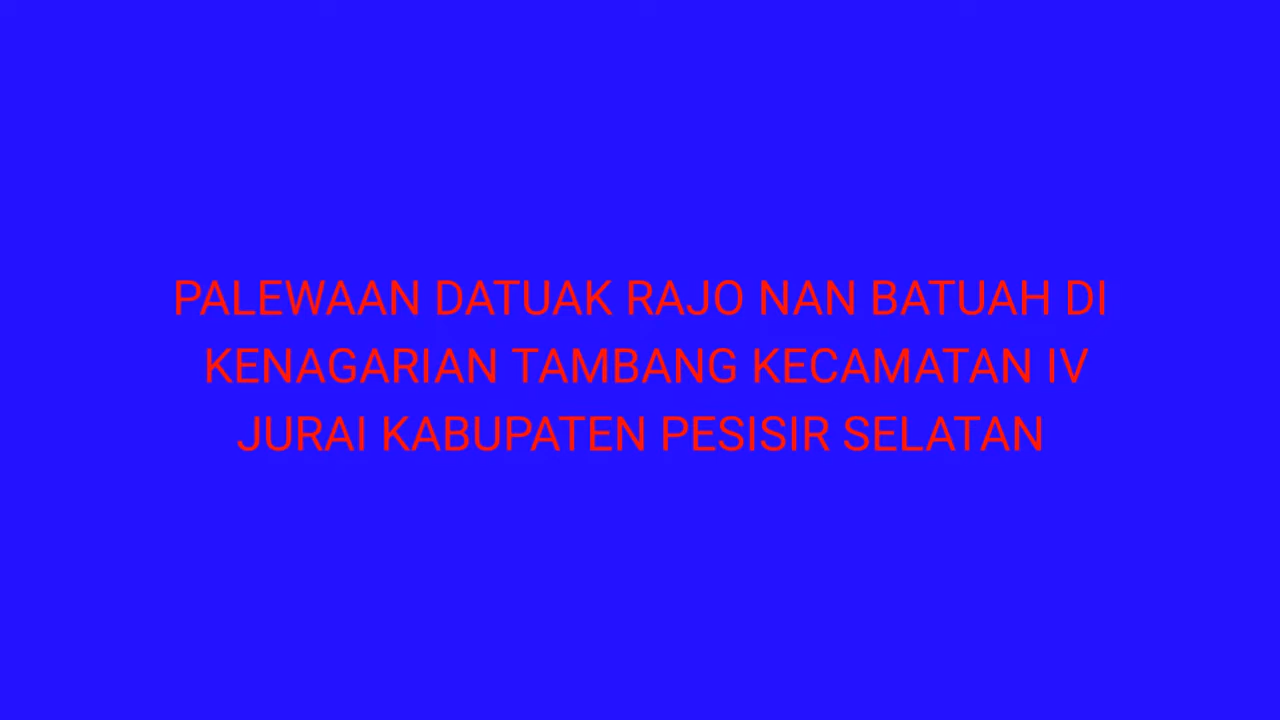 PALEWAAN DATUAK RAJO NAN BATUAH DI
KENAGARIAN TAMBANG KECAMATAN IV
JURAI KABUPATEN PESISIR SELATAN